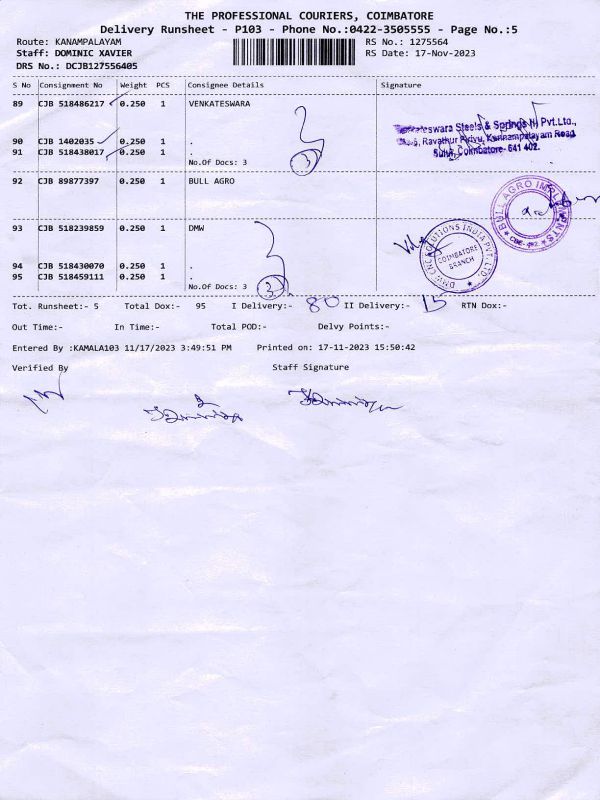 THE PROFESSIONAL COURIERS, COIMBATORE
Delivery Runsheet - P103 - Phone No.:0422-3505555 - Page No.:5
Route: KANAMPALAYAM RS No.: 1275564
Staff: DOMINIC XAVIER RS Date: 17-Nov-2023
DRS No.: DCJB127556405
S No Consignment No Weight PCS Consignee Details Signature
89 CJB 518486217 0.250 1 VENKATESWARA
Steels & Springs Pvt.Ltd.,
90 CJB 1402035 0.250 1 .
91 CJB 518438017 0.250 1 .
Coimbatore- 641 402.
No.Of Docs: 3 3
92 CJB 89877397 0.250 1 BULL AGRO
BULL AGRO IMPLEMENTS
93 CJB 518239859 0.250 1 DMW
DMW CNC SOLUTIONS INDIA PVT. LTD.
COIMBATORE
BRANCH
94 CJB 518430070 0.250 1 .
95 CJB 518459111 0.250 1 .
No.Of Docs: 3 3
Tot. Runsheet:- 5 Total Dox:- 95 I Delivery:- 80 II Delivery:- 15 RTN Dox:-
Out Time:- In Time:- Total POD:- Delvy Points:-
Entered By :KAMALA103 11/17/2023 3:49:51 PM Printed on: 17-11-2023 15:50:42
Verified By Staff Signature